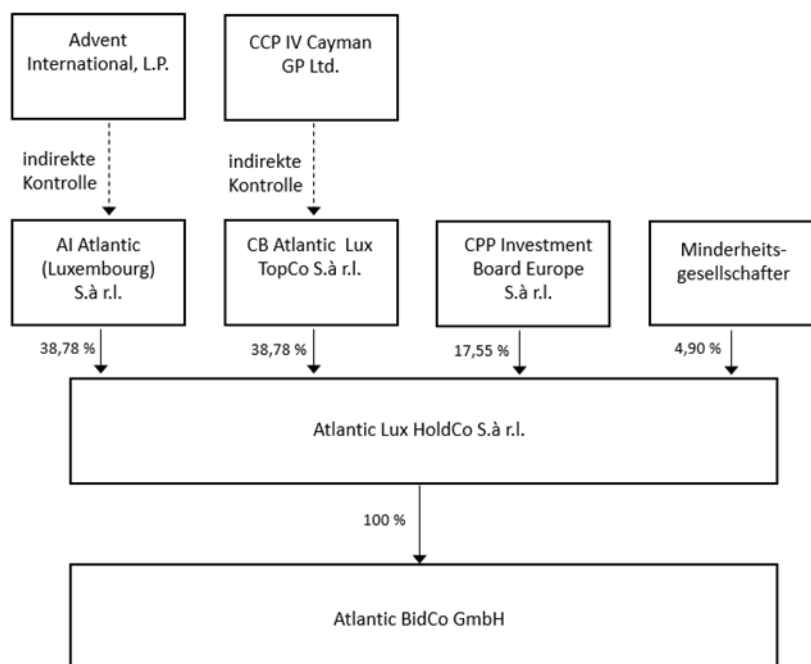 Advent
International, L.P.
CCP IV Cayman
GP Ltd.
indirekte
Kontrolle
indirekte
Kontrolle
AI Atlantic
(Luxembourg)
S.à r.l.
CB Atlantic Lux
TopCo S.à r.l.
CPP Investment
Board Europe
S.à r.l.
Minderheits-
gesellschafter
38,78 %
38,78 %
17,55 %
4,90 %
Atlantic Lux HoldCo S.à r.l.
100 %
Atlantic BidCo GmbH